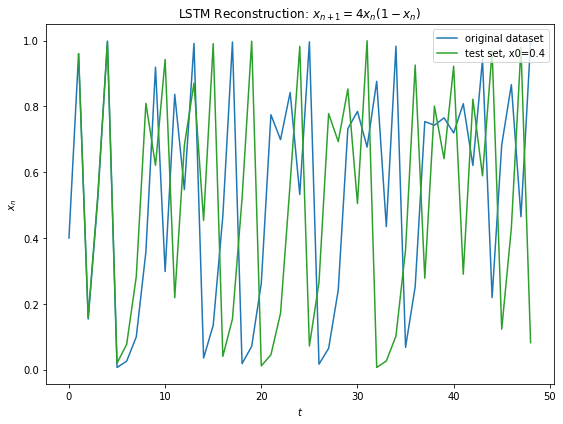 LSTM Reconstruction: $x_{n+1} = 4x_n(1 - x_n)$
original dataset
test set, x0=0.4
1.0
0.8
0.6
0.4
0.2
0.0
$x_n$
0 10 20 30 40 50
$t$